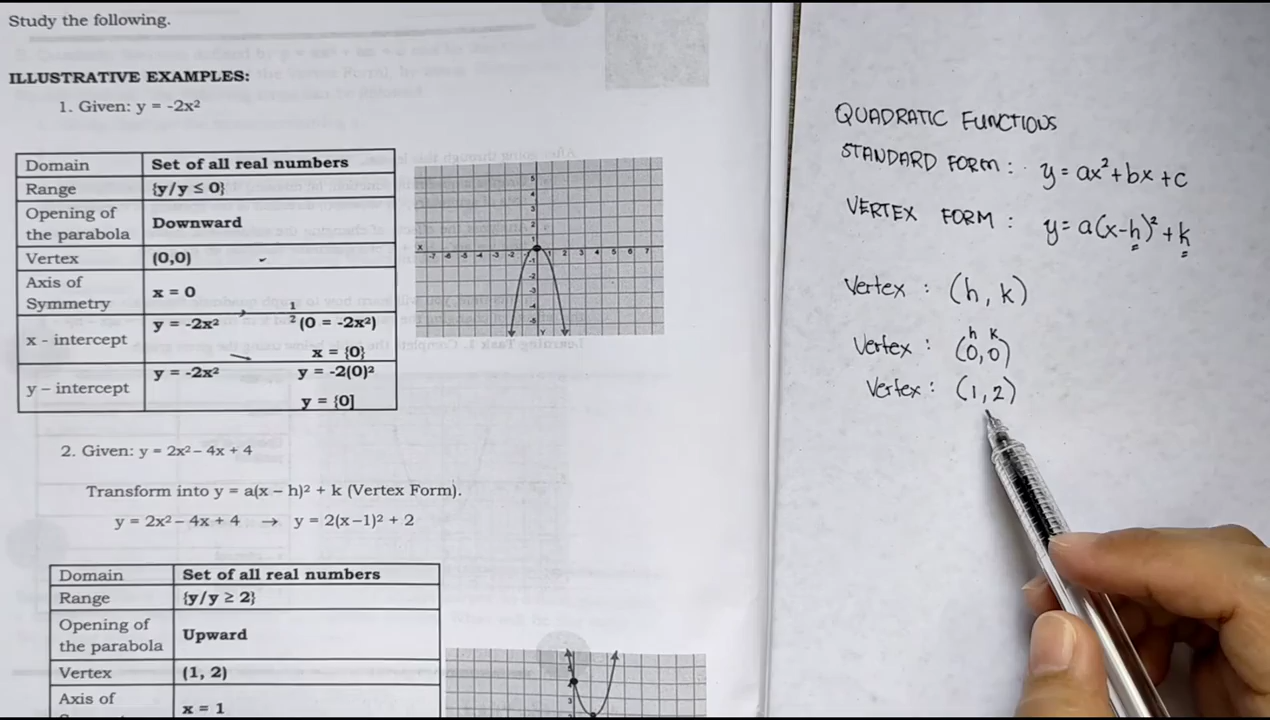 Study the following.
ILLUSTRATIVE EXAMPLES:
1. Given: y = -2x²
Domain Set of all real numbers
Range {y/y ≤ 0}
Opening of
the parabola Downward
Vertex (0,0)
Axis of
Symmetry x = 0
x - intercept y = -2x² 1/2 (0 = -2x²)
x = {0}
y – intercept y = -2x² y = -2(0)²
y = {0]
2. Given: y = 2x² – 4x + 4
Transform into y = a(x – h)² + k (Vertex Form).
y = 2x² – 4x + 4 → y = 2(x–1)² + 2
Domain Set of all real numbers
Range {y/y ≥ 2}
Opening of
the parabola Upward
Vertex (1, 2)
Axis of
x = 1
QUADRATIC FUNCTIONS
STANDARD FORM : y = ax² + bx + c
VERTEX FORM : y = a(x-h)² + k
Vertex : (h, k)
h k
Vertex : (0,0)
Vertex : (1,2)